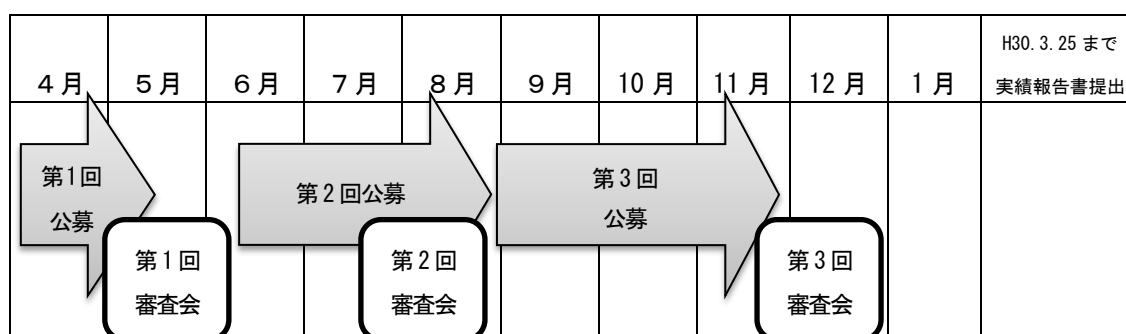 H30.3.25 まで
4月 5月 6月 7月 8月 9月 10月 11月 12月 1月 実績報告書提出
第1回
公募
第2回公募
第3回
公募
第1回
審査会
第2回
審査会
第3回
審査会